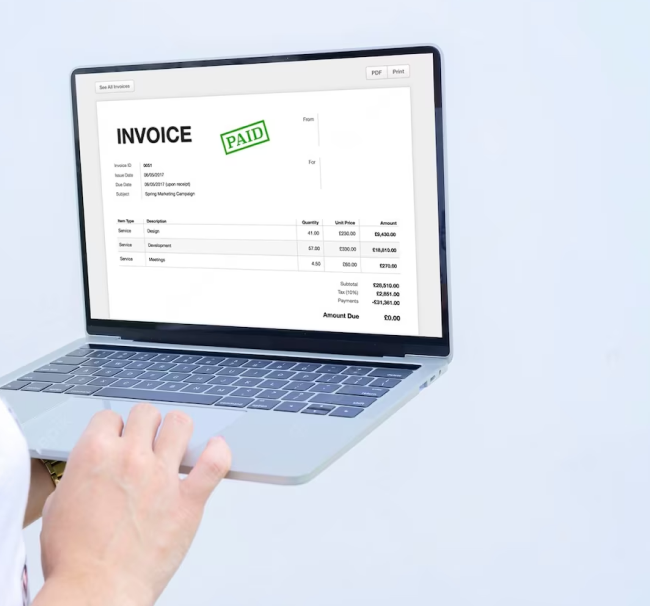 See All Invoices
PDF Print
INVOICE
PAID
From
Invoice ID 0051
For
Issue Date 06/05/2017
Due Date 06/05/2017 (upon receipt)
Subject Spring Marketing Campaign
Item Type Description Quantity Unit Price Amount
Service Design 41.00 £230.00 £9,430.00
Service Development 57.00 £330.00 £18,810.00
Service Meetings 4.50 £60.00 £270.00
Subtotal £28,510.00
Tax (10%) £2,851.00
Payments -£31,361.00
Amount Due £0.00